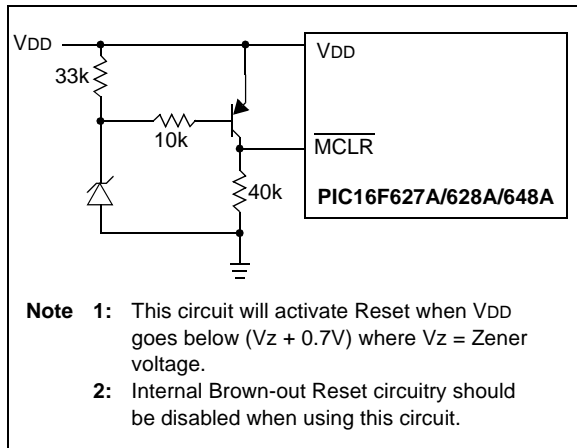 VDD
VDD
33k
10k
MCLR
40k
PIC16F627A/628A/648A
Note 1: This circuit will activate Reset when VDD
goes below (Vz + 0.7V) where Vz = Zener
voltage.
2: Internal Brown-out Reset circuitry should
be disabled when using this circuit.